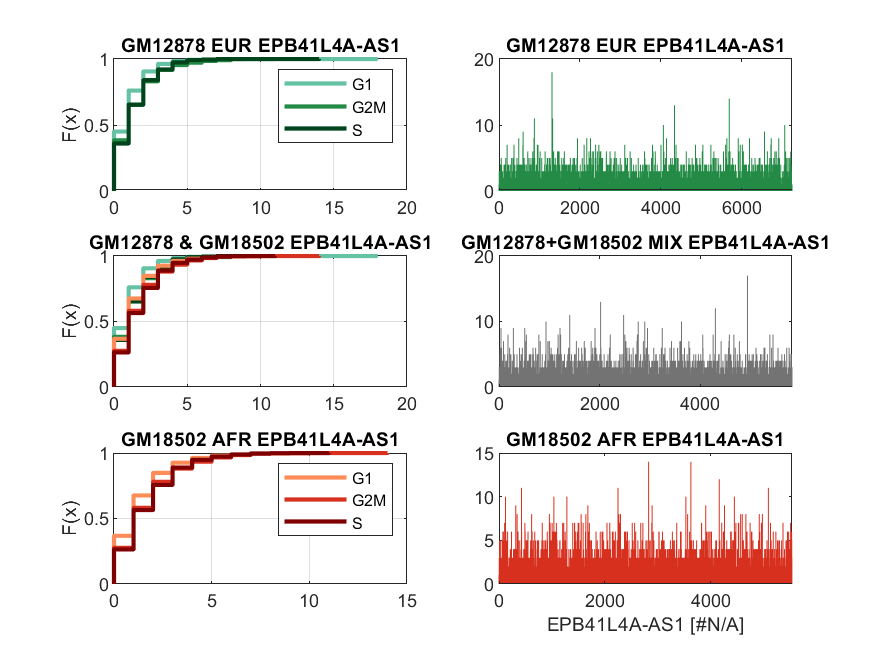 GM12878 EUR EPB41L4A-AS1
1
0.5
0
F(x)
G1
G2M
S
0 5 10 15 20
GM12878 EUR EPB41L4A-AS1
20
10
0
0 2000 4000 6000
GM12878 & GM18502 EPB41L4A-AS1
1
0.5
0
F(x)
0 5 10 15 20
GM12878+GM18502 MIX EPB41L4A-AS1
20
10
0
0 2000 4000
GM18502 AFR EPB41L4A-AS1
1
0.5
0
F(x)
G1
G2M
S
0 5 10 15
GM18502 AFR EPB41L4A-AS1
15
10
5
0
0 2000 4000
EPB41L4A-AS1 [#N/A]